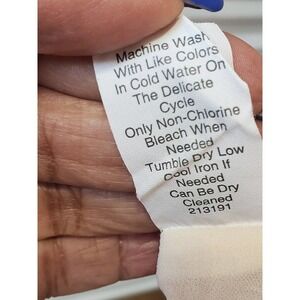 Machine Wash
With Like Colors
In Cold Water On
The Delicate
Cycle
Only Non-Chlorine
Bleach When
Needed
Tumble Dry Low
Cool Iron If
Needed
Can Be Dry
Cleaned
213191